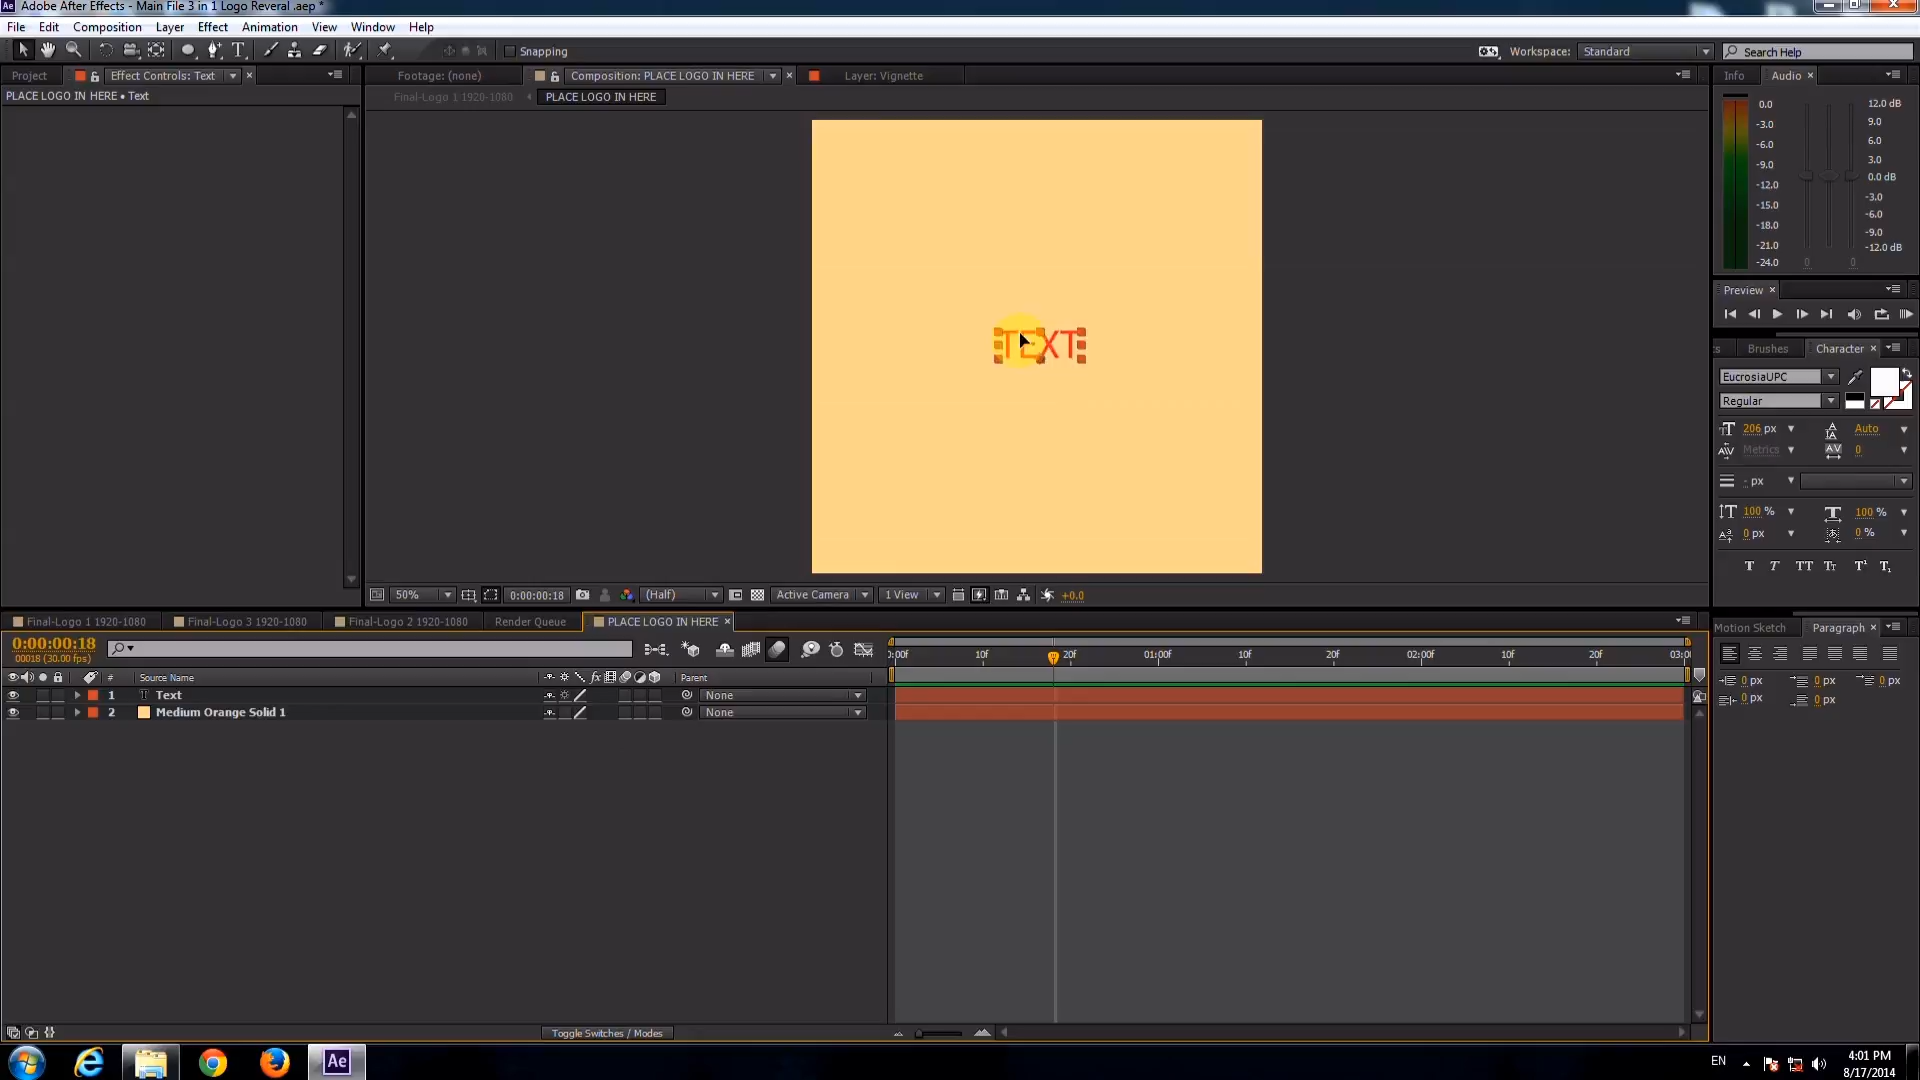 Adobe After Effects - Main File 3 in 1 Logo Reveral .aep *
File Edit Composition Layer Effect Animation View Window Help
Snapping Workspace: Standard Search Help
Project Effect Controls: Text Footage: (none) Composition: PLACE LOGO IN HERE Layer: Vignette Info Audio
PLACE LOGO IN HERE • Text Final-Logo 1 1920-1080 PLACE LOGO IN HERE
0.0 12.0 dB
-3.0 9.0
-6.0 6.0
-9.0 3.0
-12.0 0.0 dB
-15.0 -3.0
-18.0 -6.0
-21.0 -9.0
-24.0 -12.0 dB
0 0
Preview
TEXT
Brushes Character
EucrosiaUPC
Regular
206 px Auto
Metrics 0
- px
100 % 100 %
0 px 0 %
T T TT Tt T¹ T₁
50% 0:00:00:18 (Half) Active Camera 1 View +0.0
Final-Logo 1 1920-1080 Final-Logo 3 1920-1080 Final-Logo 2 1920-1080 Render Queue PLACE LOGO IN HERE
Motion Sketch Paragraph
0:00:00:18
00018 (30.00 fps)
0:00f 10f 20f 01:00f 10f 20f 02:00f 10f 20f 03:0
# Source Name Parent
1 Text None
2 Medium Orange Solid 1 None
0 px 0 px 0 px
0 px 0 px
Toggle Switches / Modes
Ae EN 4:01 PM
8/17/2014